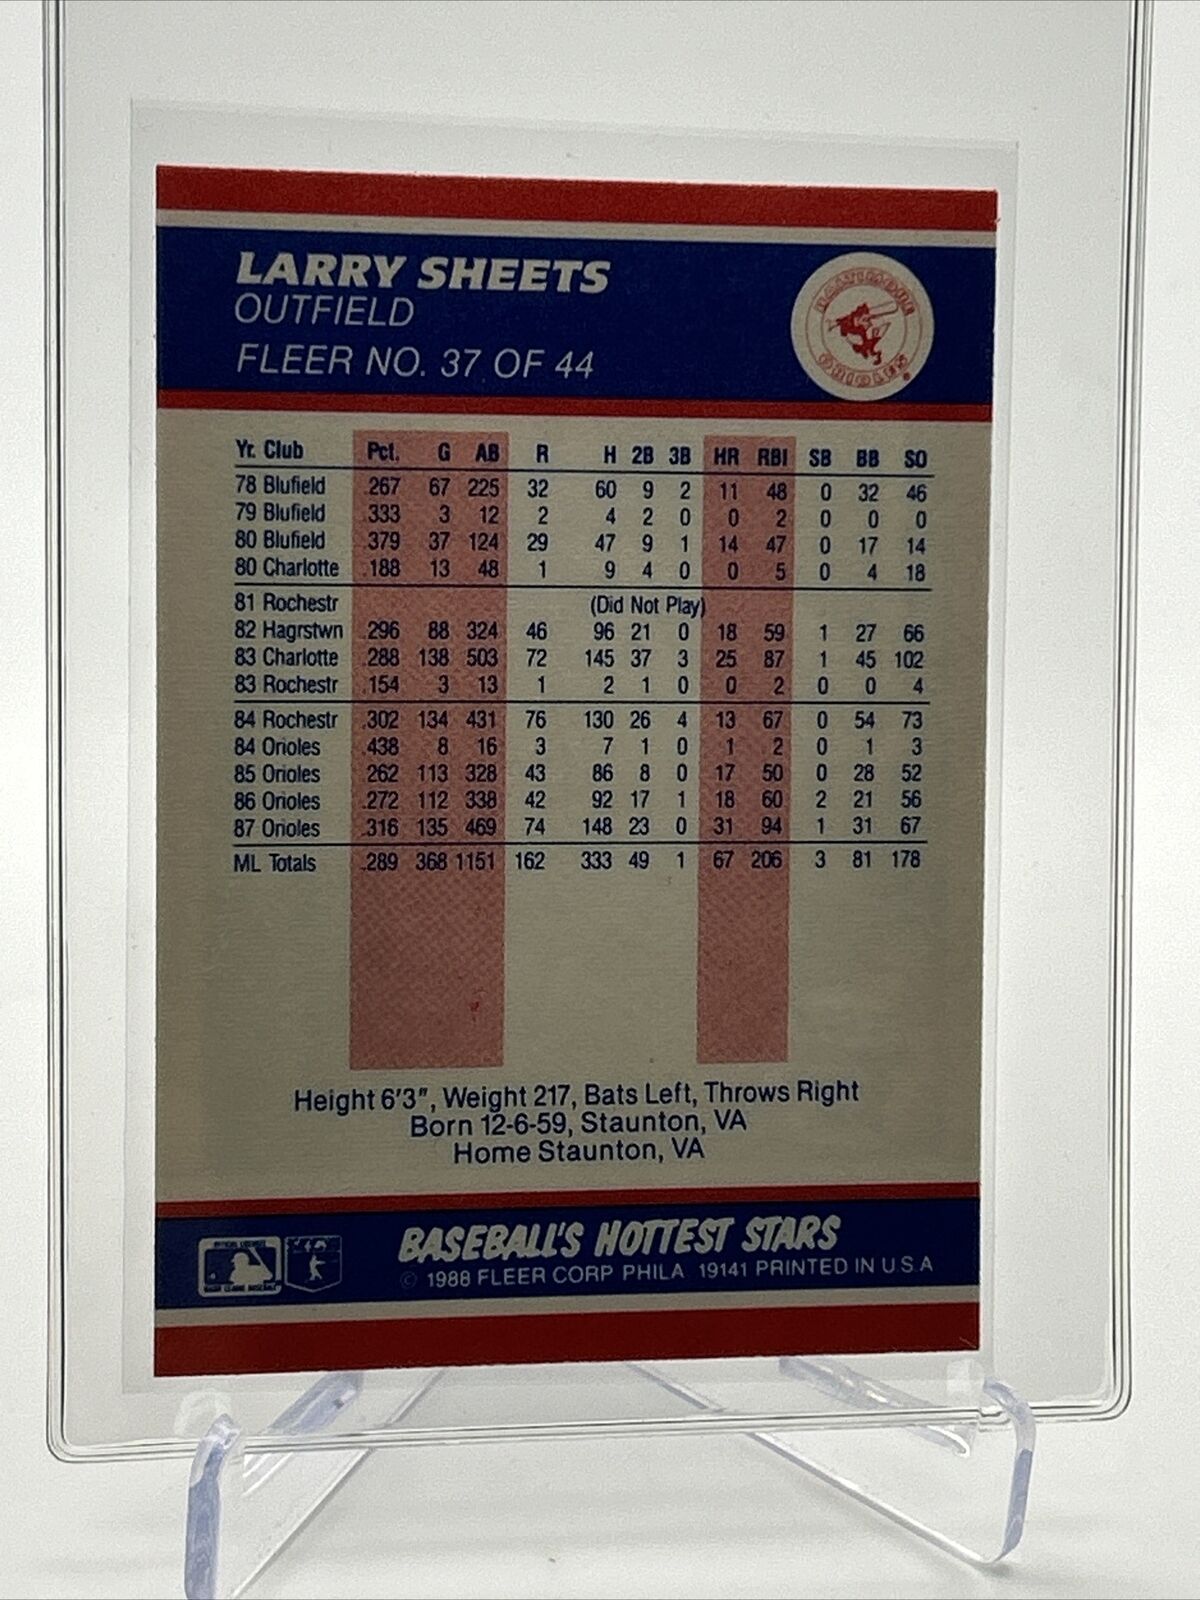 LARRY SHEETS
OUTFIELD
FLEER NO. 37 OF 44
Yr. Club Pct. G AB R H 2B 3B HR RBI SB BB SO
78 Blufield .267 67 225 32 60 9 2 11 48 0 32 46
79 Blufield .333 3 12 2 4 2 0 0 2 0 0 0
80 Blufield .379 37 124 29 47 9 1 14 47 0 17 14
80 Charlotte .188 13 48 1 9 4 0 0 5 0 4 18
81 Rochestr (Did Not Play)
82 Hagrstwn .296 88 324 46 96 21 0 18 59 1 27 66
83 Charlotte .288 138 503 72 145 37 3 25 87 1 45 102
83 Rochestr .154 3 13 1 2 1 0 0 2 0 0 4
84 Rochestr .302 134 431 76 130 26 4 13 67 0 54 73
84 Orioles .438 8 16 3 7 1 0 1 2 0 1 3
85 Orioles .262 113 328 43 86 8 0 17 50 0 28 52
86 Orioles .272 112 338 42 92 17 1 18 60 2 21 56
87 Orioles .316 135 469 74 148 23 0 31 94 1 31 67
ML Totals .289 368 1151 162 333 49 1 67 206 3 81 178
Height 6'3", Weight 217, Bats Left, Throws Right
Born 12-6-59, Staunton, VA
Home Staunton, VA
BASEBALL'S HOTTEST STARS
© 1988 FLEER CORP PHILA 19141 PRINTED IN U.S.A